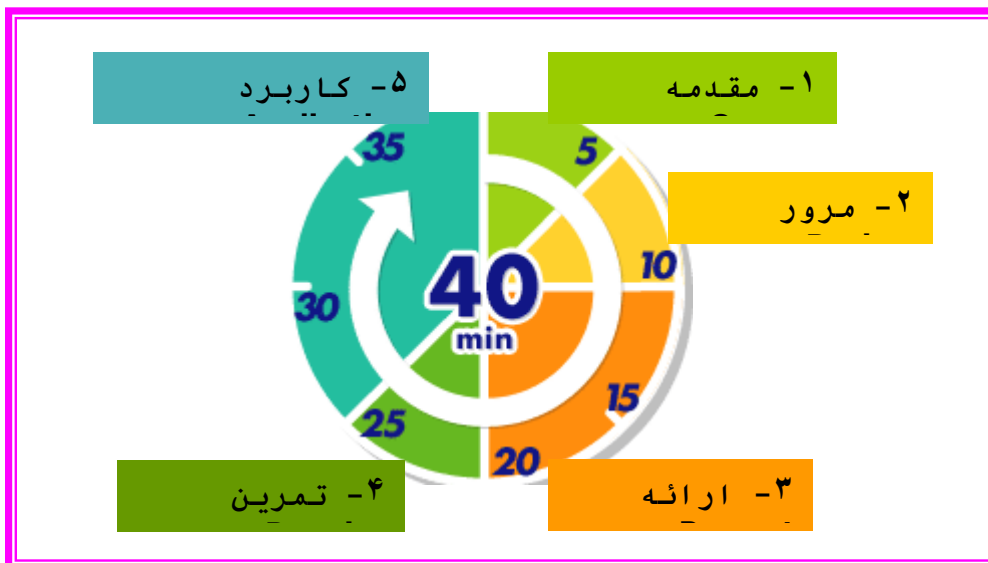 ۱- مقدمه
۲- مرور
۳- ارائه
۴- تمرین
۵- کاربرد
5
10
15
20
25
30
35
40
min